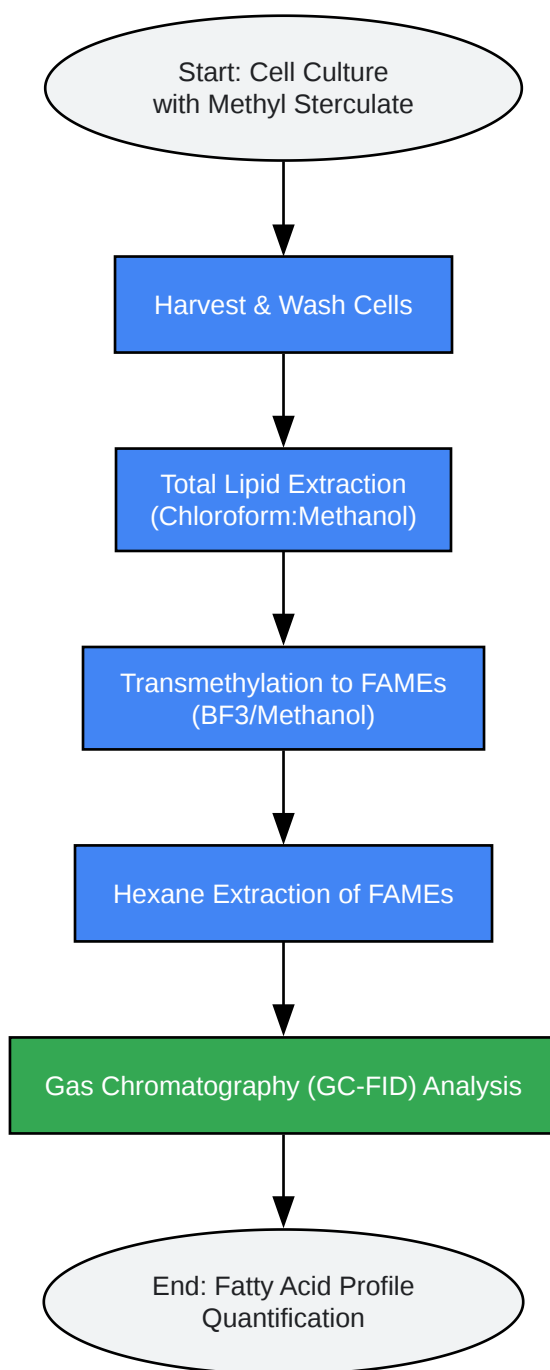 Start: Cell Culture
with Methyl Sterculate
Harvest & Wash Cells
Total Lipid Extraction
(Chloroform:Methanol)
Transmethylation to FAMEs
(BF3/Methanol)
Hexane Extraction of FAMEs
Gas Chromatography (GC-FID) Analysis
End: Fatty Acid Profile
Quantification